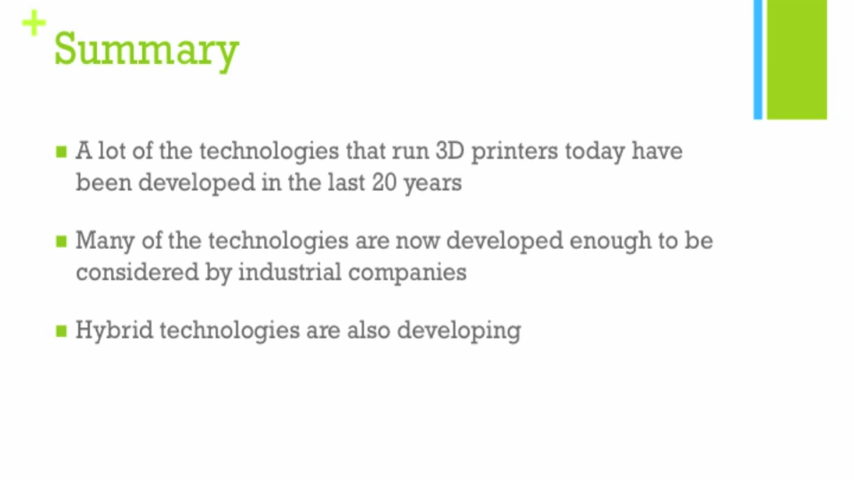 +
Summary
■ A lot of the technologies that run 3D printers today have
been developed in the last 20 years
■ Many of the technologies are now developed enough to be
considered by industrial companies
■ Hybrid technologies are also developing